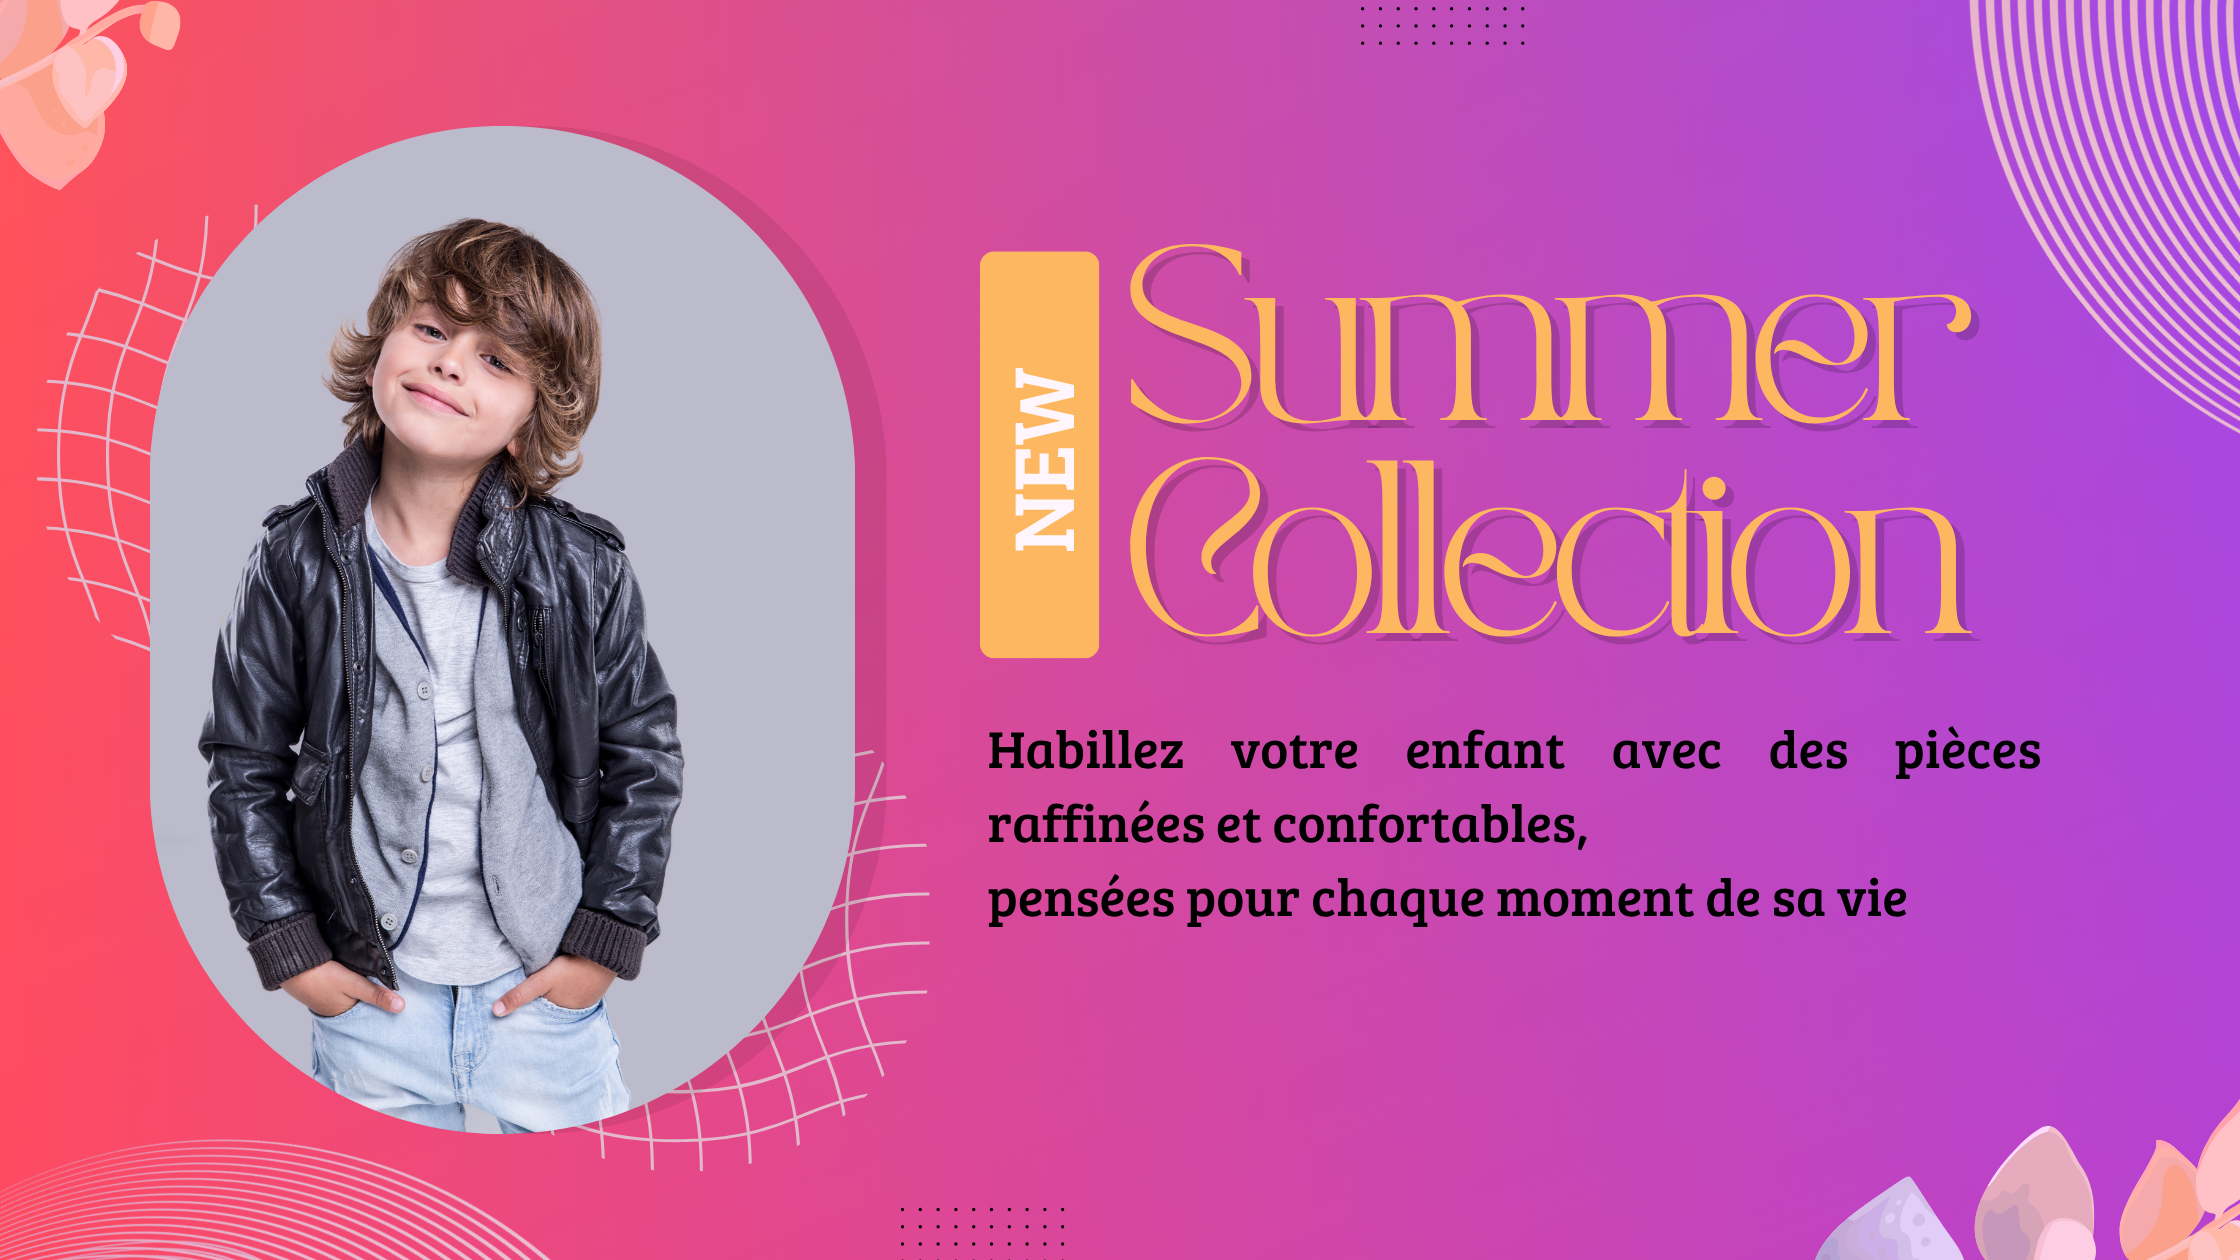 NEW
Summer
Collection
Habillez votre enfant avec des pièces
raffinées et confortables,
pensées pour chaque moment de sa vie